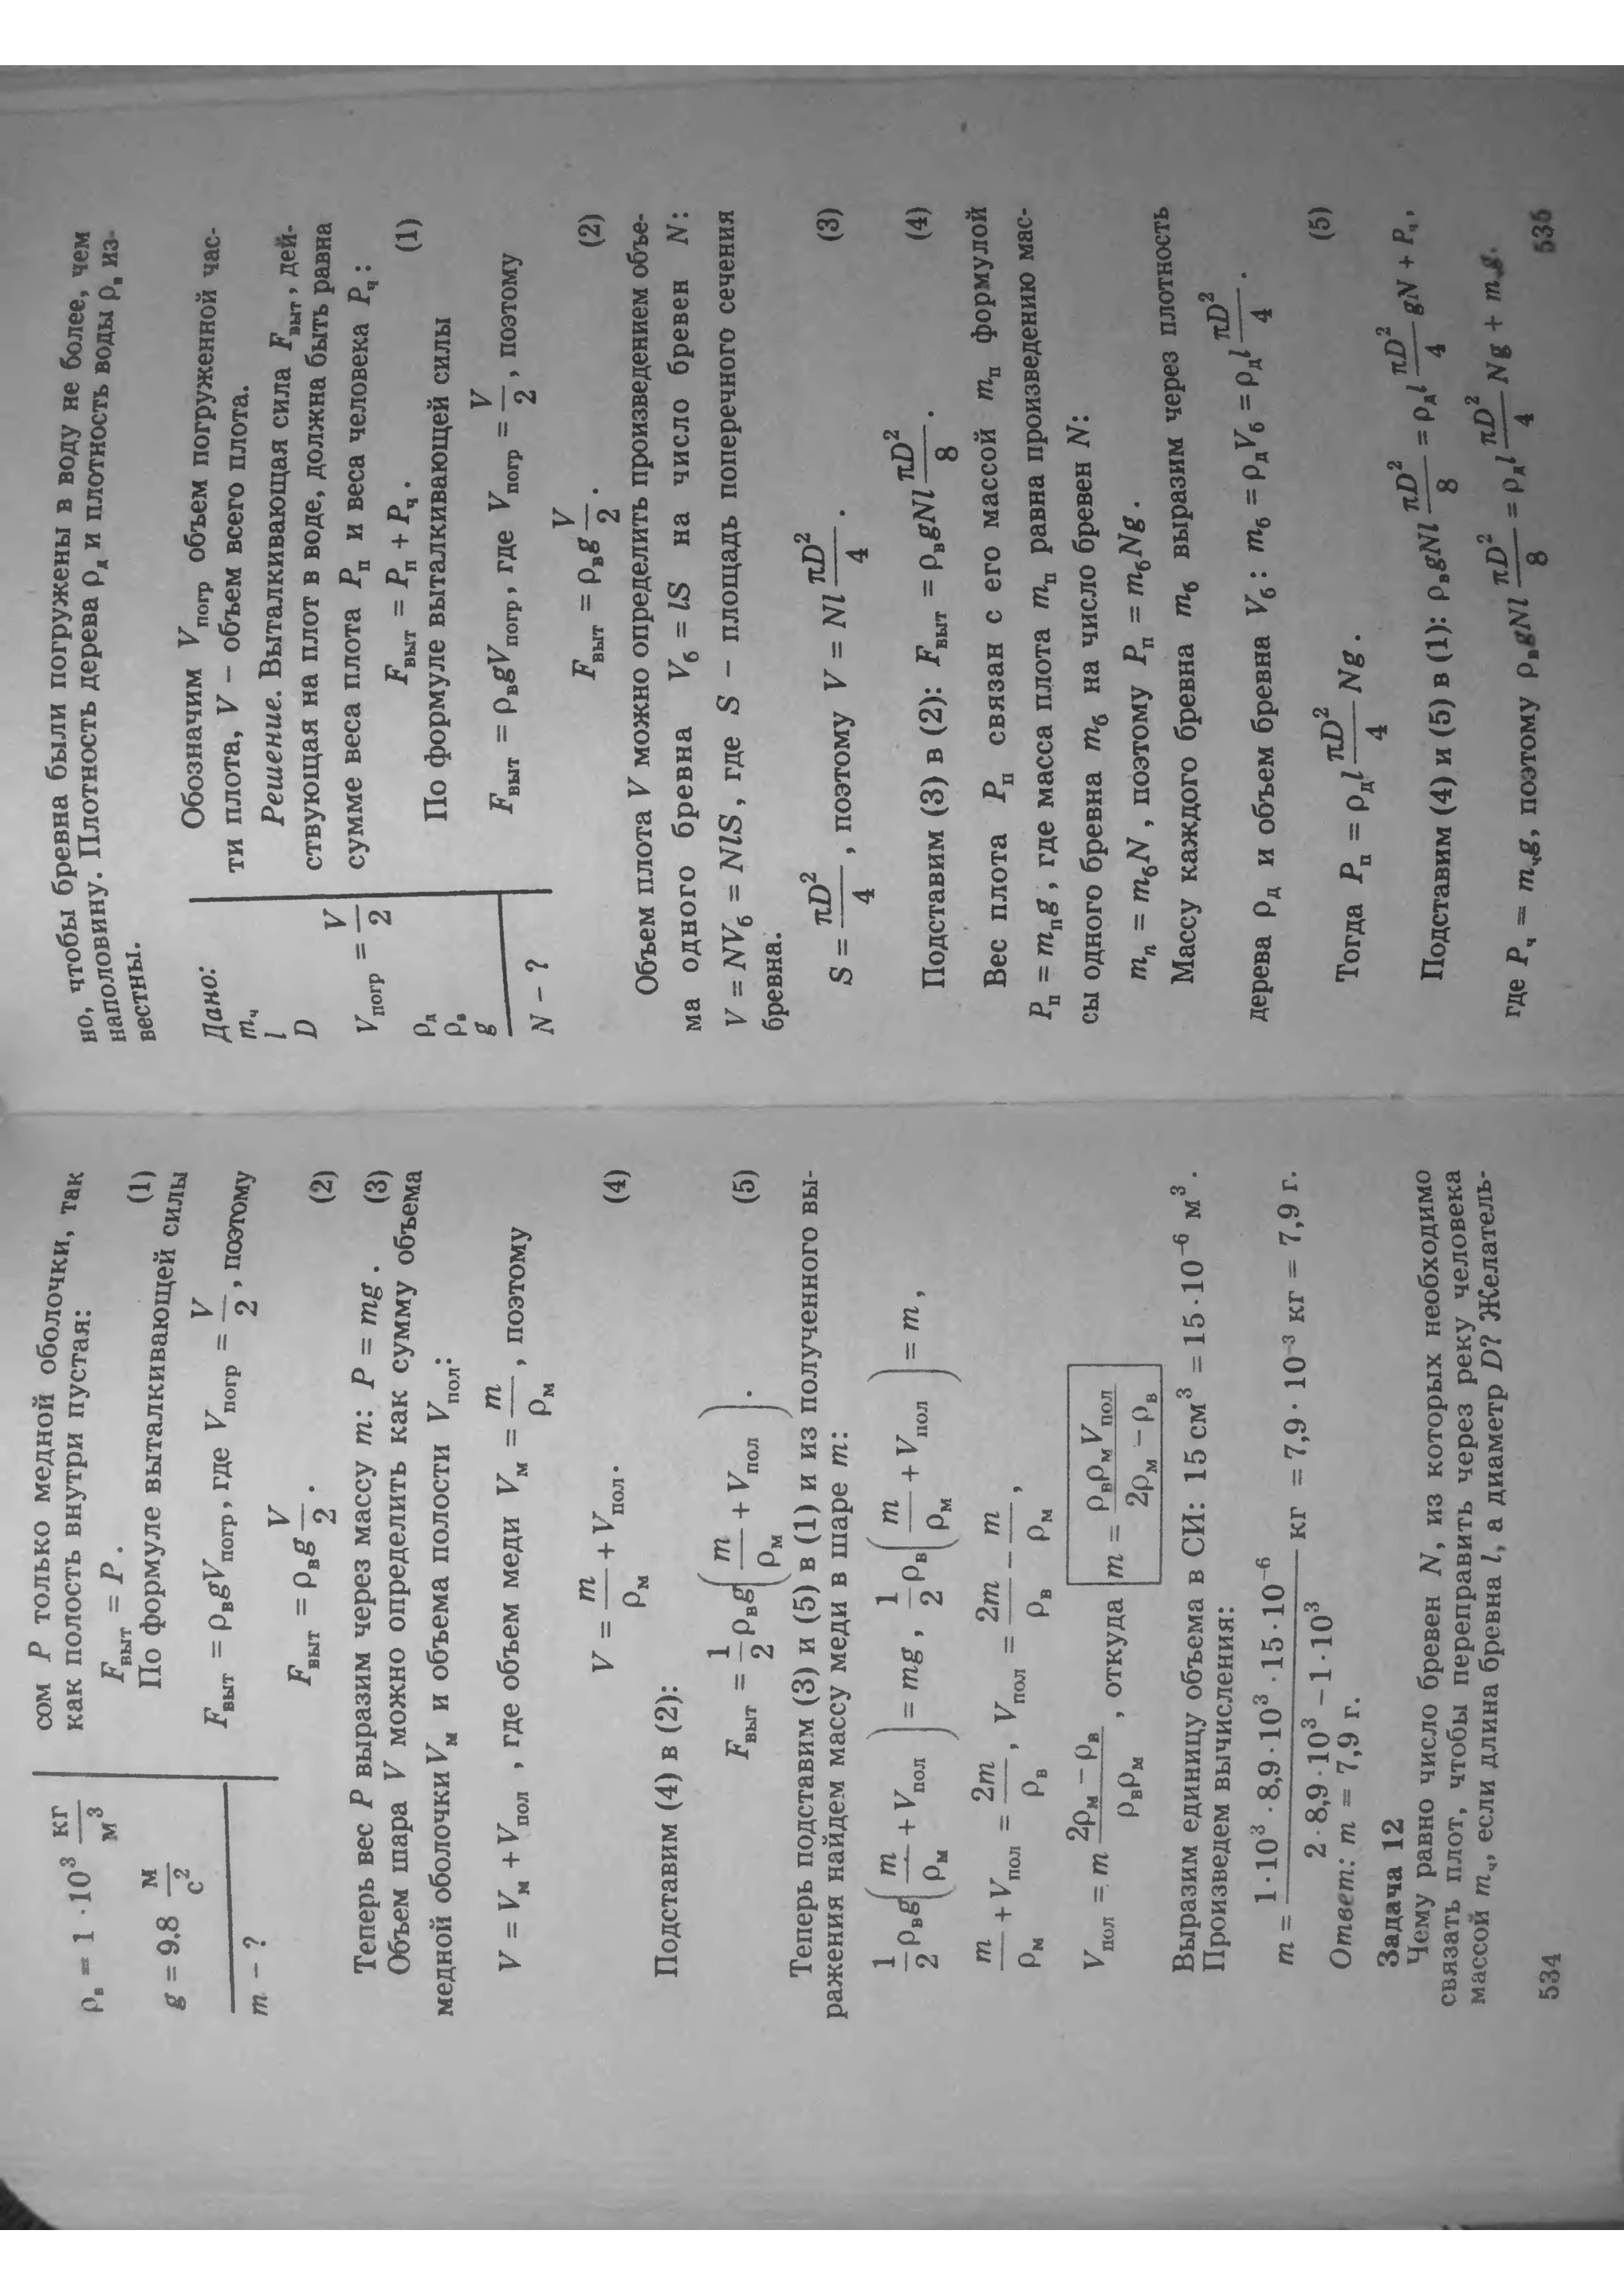 ρв = 1 · 10³ кг/м³
g = 9.8 м/с²
m – ?
сом P только медной оболочки, так
как полость внутри пустая:
Fвыт = P . (1)
По формуле выталкивающей силы
Fвыт = ρвgVпогр, где Vпогр = V/2, поэтому
Fвыт = ρвg V/2 . (2)
Теперь вес P выразим через массу m: P = mg . (3)
Объем шара V можно определить как сумму объема
медной оболочки Vм и объема полости Vпол:
V = Vм + Vпол , где объем меди Vм = m/ρм , поэтому
V = m/ρм + Vпол . (4)
Подставим (4) в (2):
Fвыт = 1/2 ρвg(m/ρм + Vпол) . (5)
Теперь подставим (3) и (5) в (1) и из полученного вы-
ражения найдем массу меди в шаре m:
1/2 ρвg(m/ρм + Vпол) = mg , 1/2 ρв(m/ρм + Vпол) = m ,
m/ρм + Vпол = 2m/ρв , Vпол = 2m/ρв – m/ρм ,
Vпол = m (2ρм – ρв)/(ρвρм) , откуда m = ρвρмVпол/(2ρм – ρв)
Выразим единицу объема в СИ: 15 см³ = 15·10⁻⁶ м³ .
Произведем вычисления:
m = (1·10³·8,9·10³·15·10⁻⁶)/(2·8,9·10³ – 1·10³) кг = 7,9 · 10⁻³ кг = 7,9 г.
Ответ: m = 7,9 г.
Задача 12
Чему равно число бревен N, из которых необходимо
связать плот, чтобы переправить через реку человека
массой mч, если длина бревна l, а диаметр D? Желатель-
534
но, чтобы бревна были погружены в воду не более, чем
наполовину. Плотность дерева ρд и плотность воды ρв из-
вестны.
Дано:
mч
l
D
Vпогр = V/2
ρд
ρв
g
N – ?
Обозначим Vпогр объем погруженной час-
ти плота, V – объем всего плота.
Решение. Выталкивающая сила Fвыт, дей-
ствующая на плот в воде, должна быть равна
сумме веса плота Pп и веса человека Pч:
Fвыт = Pп + Pч . (1)
По формуле выталкивающей силы
Fвыт = ρвgVпогр, где Vпогр = V/2, поэтому
Fвыт = ρвg V/2 . (2)
Объем плота V можно определить произведением объе-
ма одного бревна Vб = lS на число бревен N:
V = NVб = NlS, где S – площадь поперечного сечения
бревна.
S = πD²/4 , поэтому V = Nl πD²/4 . (3)
Подставим (3) в (2): Fвыт = ρвgNl πD²/8 . (4)
Вес плота Pп связан с его массой mп формулой
Pп = mпg, где масса плота mп равна произведению мас-
сы одного бревна mб на число бревен N:
mп = mбN , поэтому Pп = mбNg .
Массу каждого бревна mб выразим через плотность
дерева ρд и объем бревна Vб: mб = ρдVб = ρдl πD²/4 .
Тогда Pп = ρдl πD²/4 Ng . (5)
Подставим (4) и (5) в (1): ρвgNl πD²/8 = ρдl πD²/4 gN + Pч ,
где Pч = mчg, поэтому ρвgNl πD²/8 = ρдl πD²/4 Ng + mчg.
535